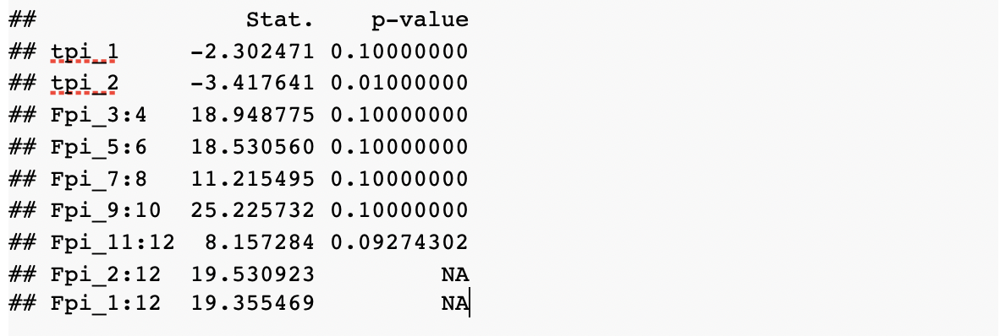 ##               Stat.    p-value
## tpi_1     -2.302471 0.10000000
## tpi_2     -3.417641 0.01000000
## Fpi_3:4   18.948775 0.10000000
## Fpi_5:6   18.530560 0.10000000
## Fpi_7:8   11.215495 0.10000000
## Fpi_9:10  25.225732 0.10000000
## Fpi_11:12  8.157284 0.09274302
## Fpi_2:12  19.530923         NA
## Fpi_1:12  19.355469         NA